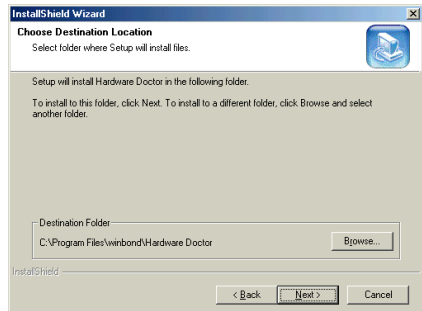 InstallShield Wizard
Choose Destination Location
Select folder where Setup will install files.
Setup will install Hardware Doctor in the following folder.
To install to this folder, click Next. To install to a different folder, click Browse and select
another folder.
Destination Folder
C:\Program Files\winbond\Hardware Doctor
Browse...
InstallShield
< Back
Next >
Cancel